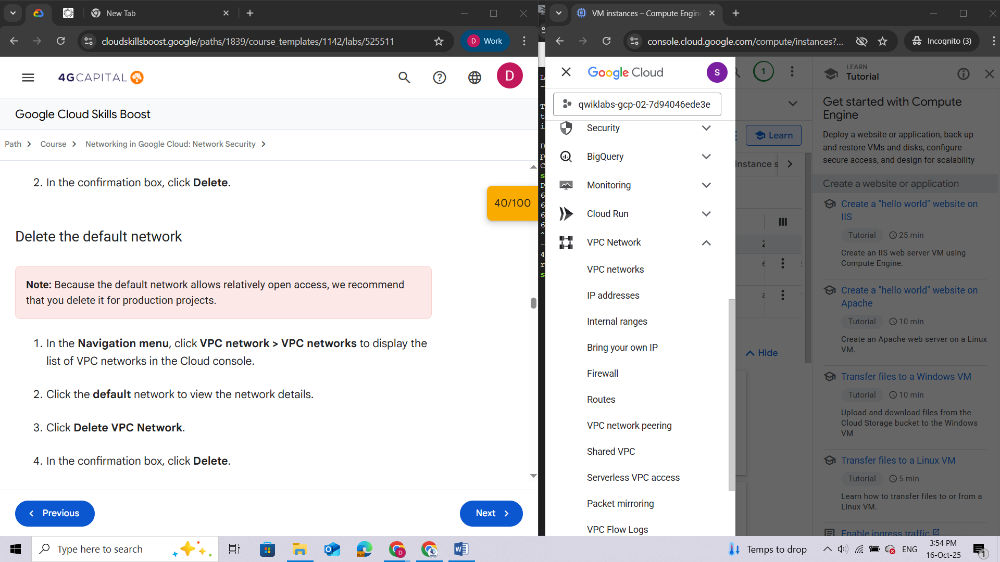 New Tab
cloudskillsboost.google/paths/1839/course_templates/1142/labs/525511
D Work
4GCAPITAL
D
Google Cloud Skills Boost
Path > Course > Networking in Google Cloud: Network Security >
2. In the confirmation box, click Delete.
40/100
Delete the default network
Note: Because the default network allows relatively open access, we recommend
that you delete it for production projects.
1. In the Navigation menu, click VPC network > VPC networks to display the
list of VPC networks in the Cloud console.
2. Click the default network to view the network details.
3. Click Delete VPC Network.
4. In the confirmation box, click Delete.
Previous
Next
VM instances – Compute Engin
console.cloud.google.com/compute/instances?...
Incognito (3)
Google Cloud
S
qwiklabs-gcp-02-7d94046ede3e
Security
BigQuery
Monitoring
Cloud Run
VPC Network
VPC networks
IP addresses
Internal ranges
Bring your own IP
Firewall
Routes
VPC network peering
Shared VPC
Serverless VPC access
Packet mirroring
VPC Flow Logs
1
Learn
Instance s
Hide
LEARN
Tutorial
Get started with Compute
Engine
Deploy a website or application, back up
and restore VMs and disks, configure
secure access, and design for scalability
Create a website or application
Create a "hello world" website on
IIS
Tutorial 25 min
Create an IIS web server VM using
Compute Engine.
Create a "hello world" website on
Apache
Tutorial 10 min
Create an Apache web server on a Linux
VM.
Transfer files to a Windows VM
Tutorial 10 min
Upload and download files from the
Cloud Storage bucket to the Windows
VM
Transfer files to a Linux VM
Tutorial 5 min
Learn how to transfer files to or from a
Linux VM.
Enable ingress traffic
Type here to search
Temps to drop
ENG
3:54 PM
16-Oct-25
1